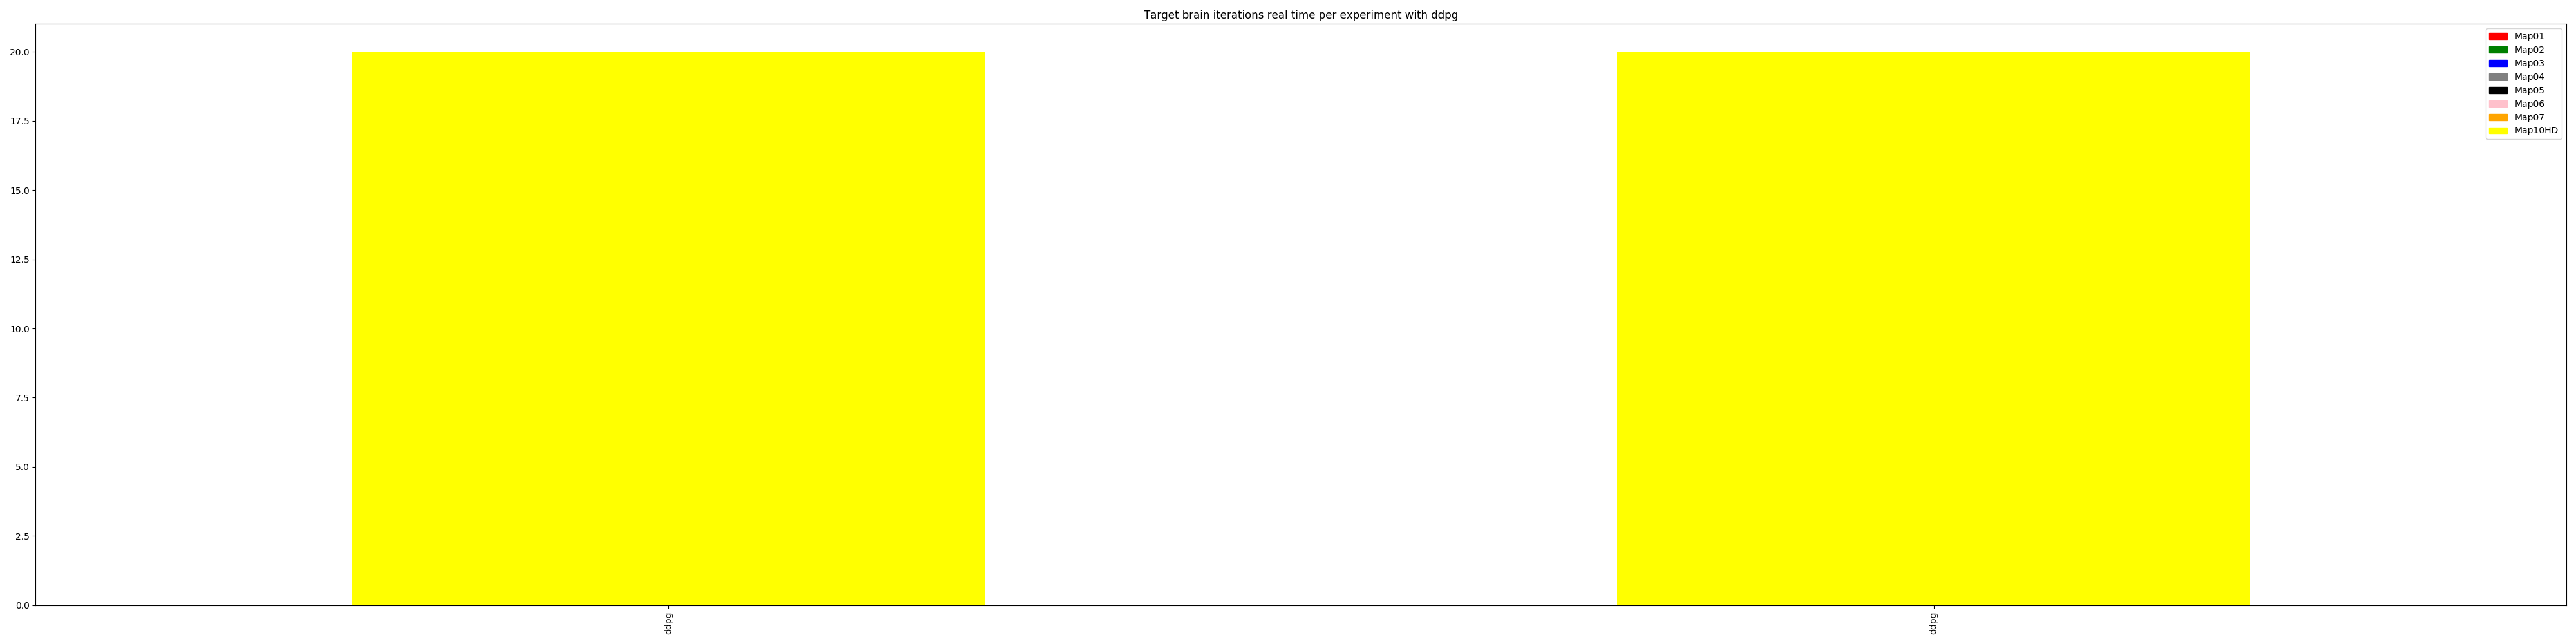 Target brain iterations real time per experiment with ddpg
20.0
17.5
15.0
12.5
10.0
7.5
5.0
2.5
0.0
Map01
Map02
Map03
Map04
Map05
Map06
Map07
Map10HD
ddpg
ddpg